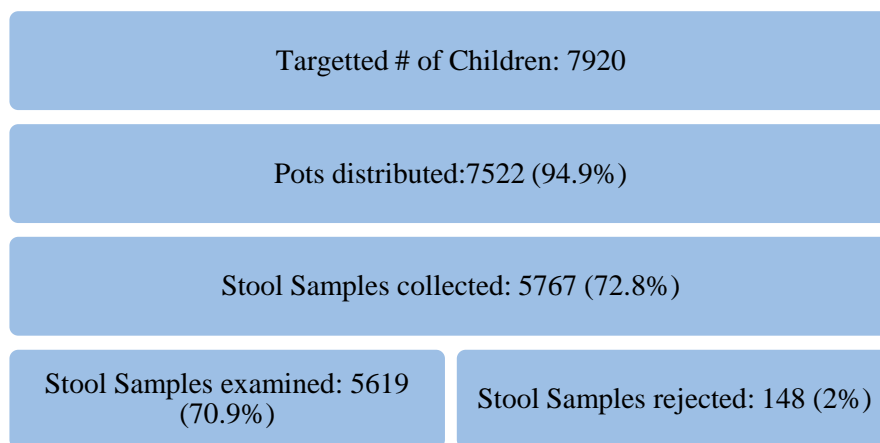 Targetted # of Children: 7920
Pots distributed:7522 (94.9%)
Stool Samples collected: 5767 (72.8%)
Stool Samples examined: 5619
(70.9%)
Stool Samples rejected: 148 (2%)